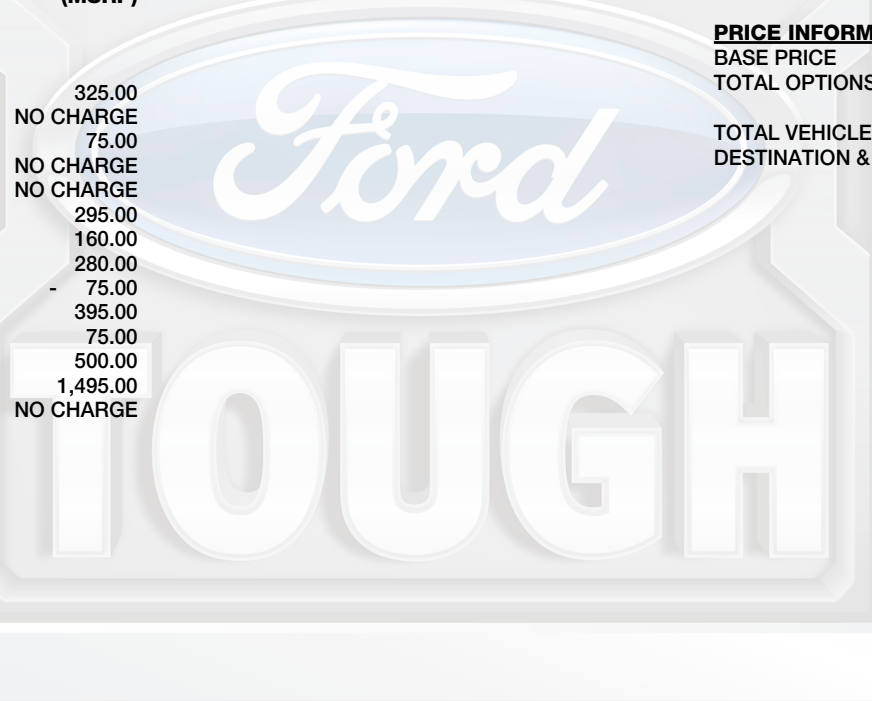 (MSRP)
325.00
NO CHARGE
75.00
NO CHARGE
NO CHARGE
295.00
160.00
280.00
- 75.00
395.00
75.00
500.00
1,495.00
NO CHARGE
PRICE INFORM
BASE PRICE
TOTAL OPTIONS
TOTAL VEHICLE
DESTINATION &
Ford
TOUGH